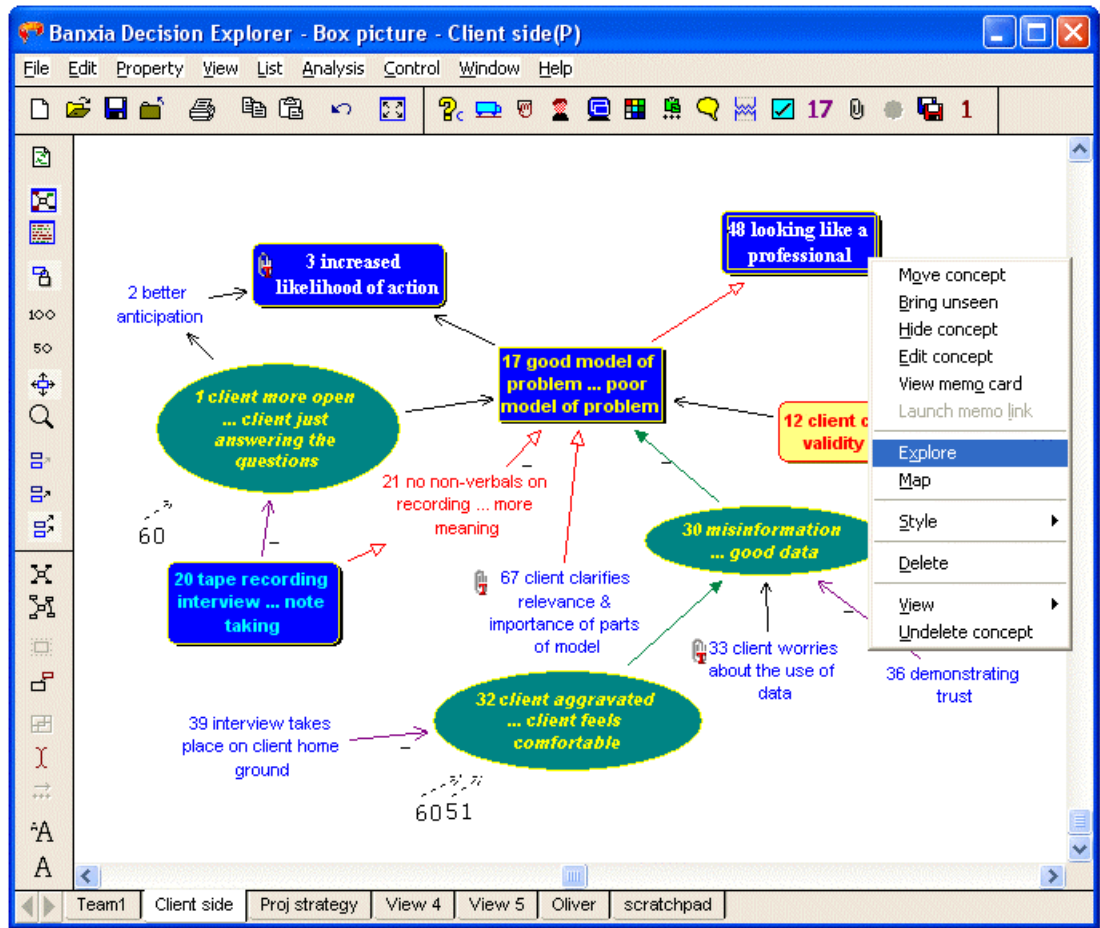 Banxia Decision Explorer - Box picture - Client side(P)
File Edit Property View List Analysis Control Window Help
17 1
100
50
48 looking like a
professional
3 increased
likelihood of action
2 better
anticipation
17 good model of
problem ... poor
model of problem
1 client more open
... client just
answering the
questions
12 client c
validity
21 no non-verbals on
recording ... more
meaning
60
30 misinformation
... good data
20 tape recording
interview ... note
taking
67 client clarifies
relevance &
importance of parts
of model
33 client worries
about the use of
data
36 demonstrating
trust
32 client aggravated
... client feels
comfortable
39 interview takes
place on client home
ground
60 51
Move concept
Bring unseen
Hide concept
Edit concept
View memo card
Launch memo link
Explore
Map
Style
Delete
View
Undelete concept
A
A
Team1 Client side Proj strategy View 4 View 5 Oliver scratchpad